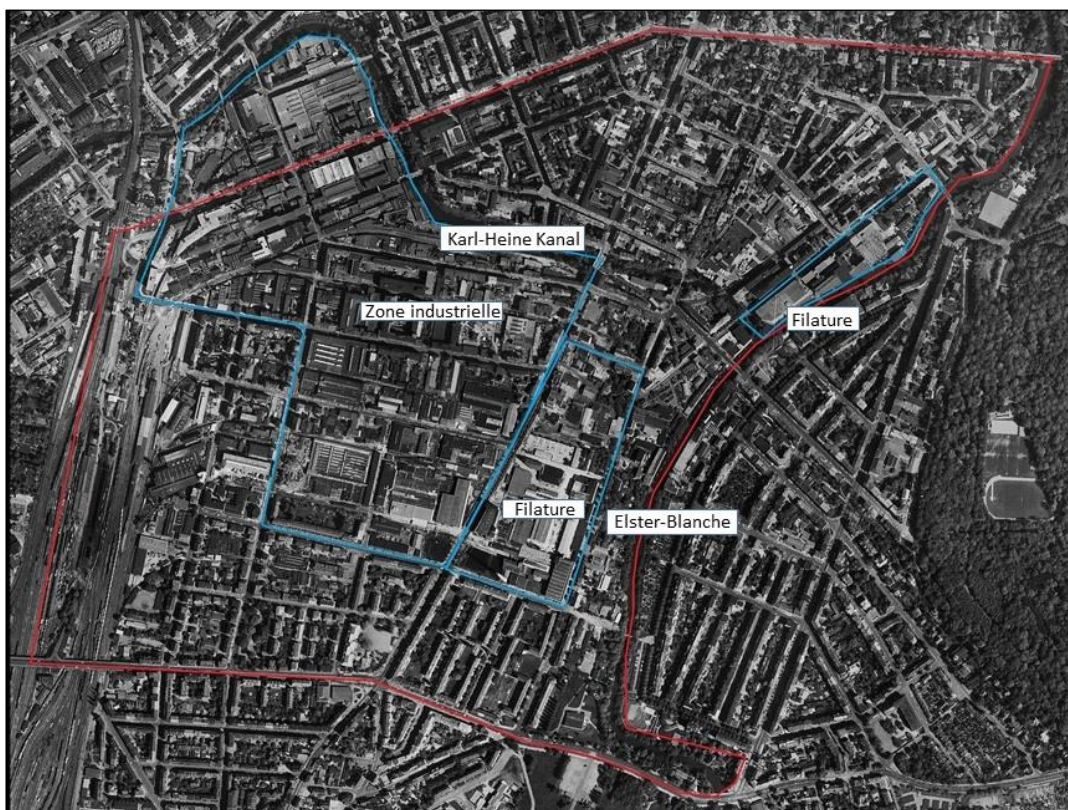 Karl-Heine Kanal
Zone industrielle
Filature
Filature
Elster-Blanche